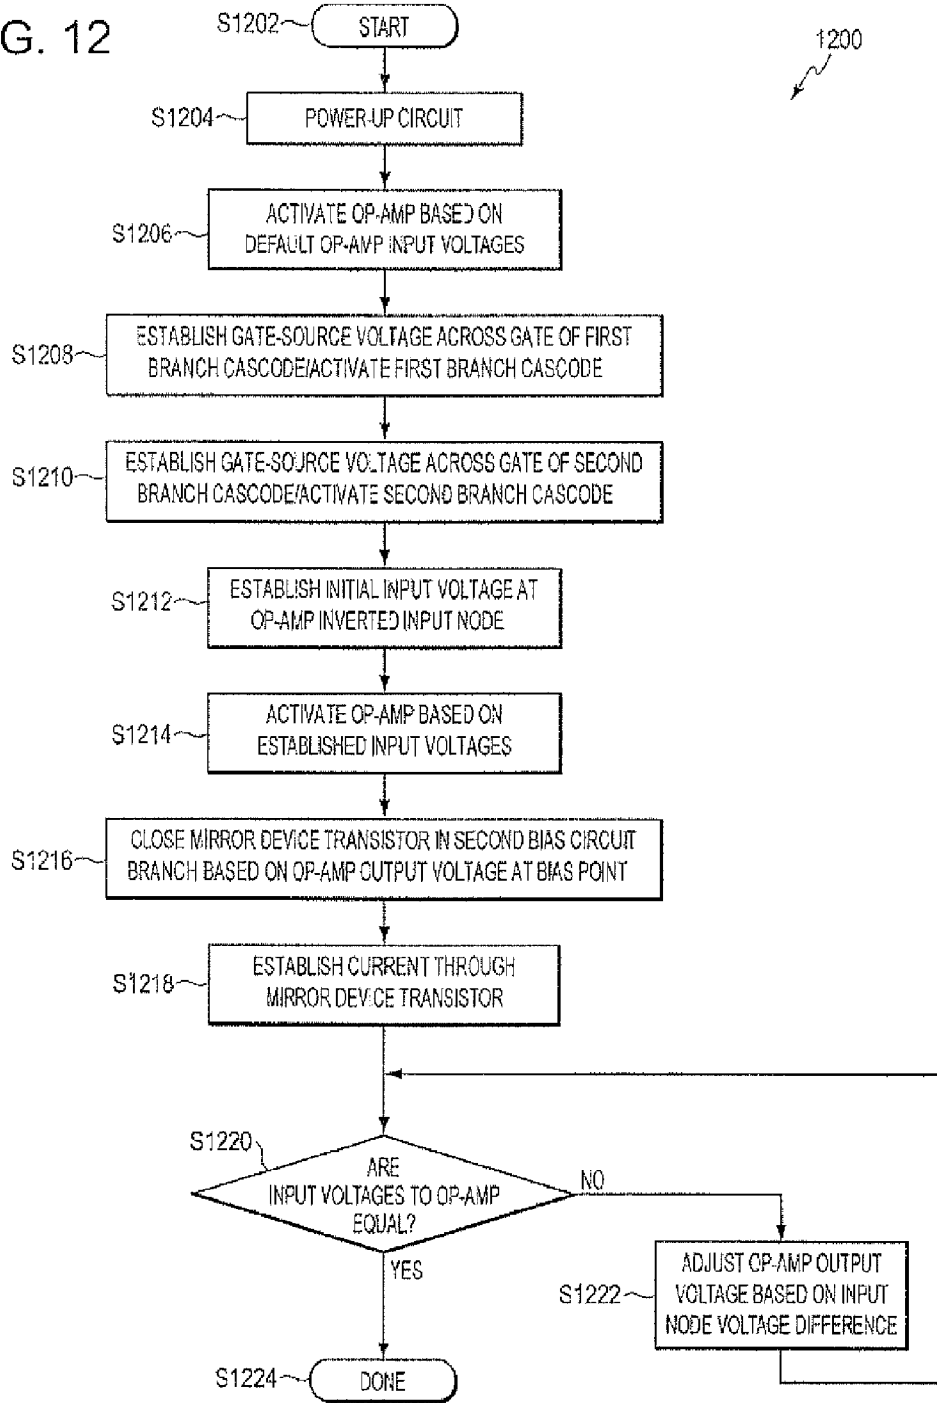 G. 12
1200
S1202
START
S1204
POWER-UP CIRCUIT
S1206
ACTIVATE OP-AMP BASED ON
DEFAULT OP-AMP INPUT VOLTAGES
S1208
ESTABLISH GATE-SOURCE VOLTAGE ACROSS GATE OF FIRST
BRANCH CASCODE/ACTIVATE FIRST BRANCH CASCODE
S1210
ESTABLISH GATE-SOURCE VOLTAGE ACROSS GATE OF SECOND
BRANCH CASCODE/ACTIVATE SECOND BRANCH CASCODE
S1212
ESTABLISH INITIAL INPUT VOLTAGE AT
OP-AMP INVERTED INPUT NODE
S1214
ACTIVATE OP-AMP BASED ON
ESTABLISHED INPUT VOLTAGES
S1216
CLOSE MIRROR DEVICE TRANSISTOR IN SECOND BIAS CIRCUIT
BRANCH BASED ON OP-AMP OUTPUT VOLTAGE AT BIAS POINT
S1218
ESTABLISH CURRENT THROUGH
MIRROR DEVICE TRANSISTOR
S1220
ARE
INPUT VOLTAGES TO OP-AMP
EQUAL?
NO
YES
S1222
ADJUST OP-AMP OUTPUT
VOLTAGE BASED ON INPUT
NODE VOLTAGE DIFFERENCE
S1224
DONE